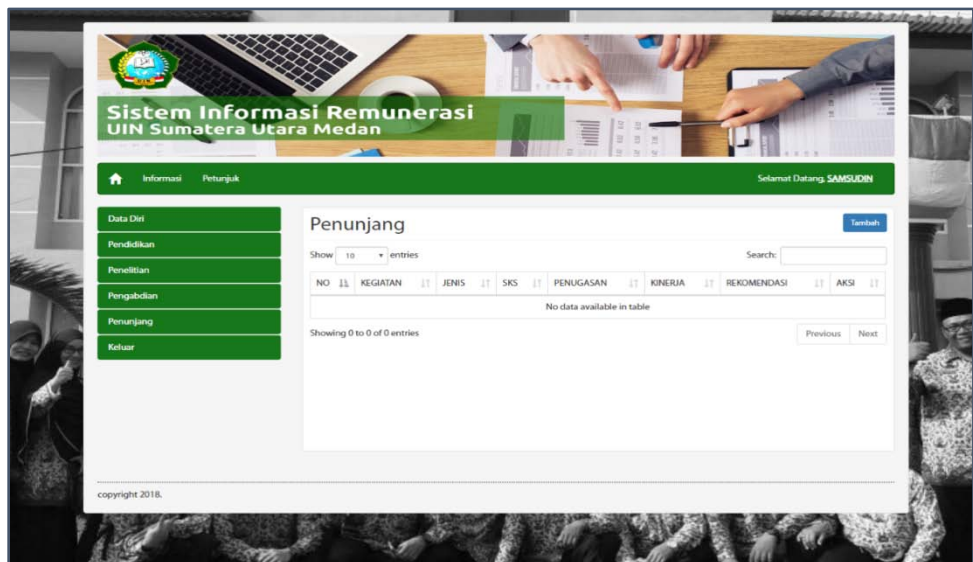 Sistem Informasi Remunerasi
UIN Sumatera Utara Medan
Informasi Petunjuk Selamat Datang, SAMSUDIN
Data Diri
Pendidikan
Penelitian
Pengabdian
Penunjang
Keluar
Penunjang Tambah
Show 10 entries Search:
NO KEGIATAN JENIS SKS PENUGASAN KINERJA REKOMENDASI AKSI
No data available in table
Showing 0 to 0 of 0 entries Previous Next
copyright 2018.